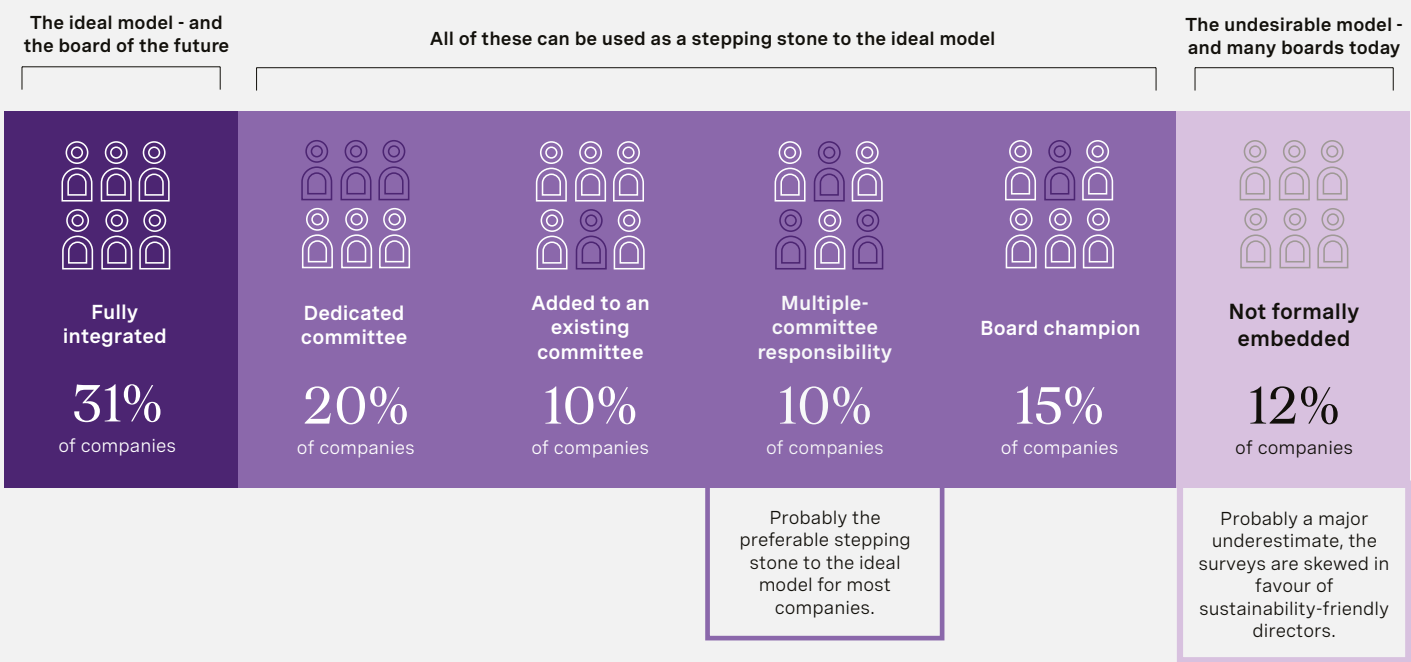 The ideal model - and
the board of the future
All of these can be used as a stepping stone to the ideal model
The undesirable model -
and many boards today
Fully
integrated
31%
of companies
Dedicated
committee
20%
of companies
Added to an
existing
committee
10%
of companies
Multiple-
committee
responsibility
10%
of companies
Board champion
15%
of companies
Not formally
embedded
12%
of companies
Probably the
preferable stepping
stone to the ideal
model for most
companies.
Probably a major
underestimate, the
surveys are skewed in
favour of
sustainability-friendly
directors.